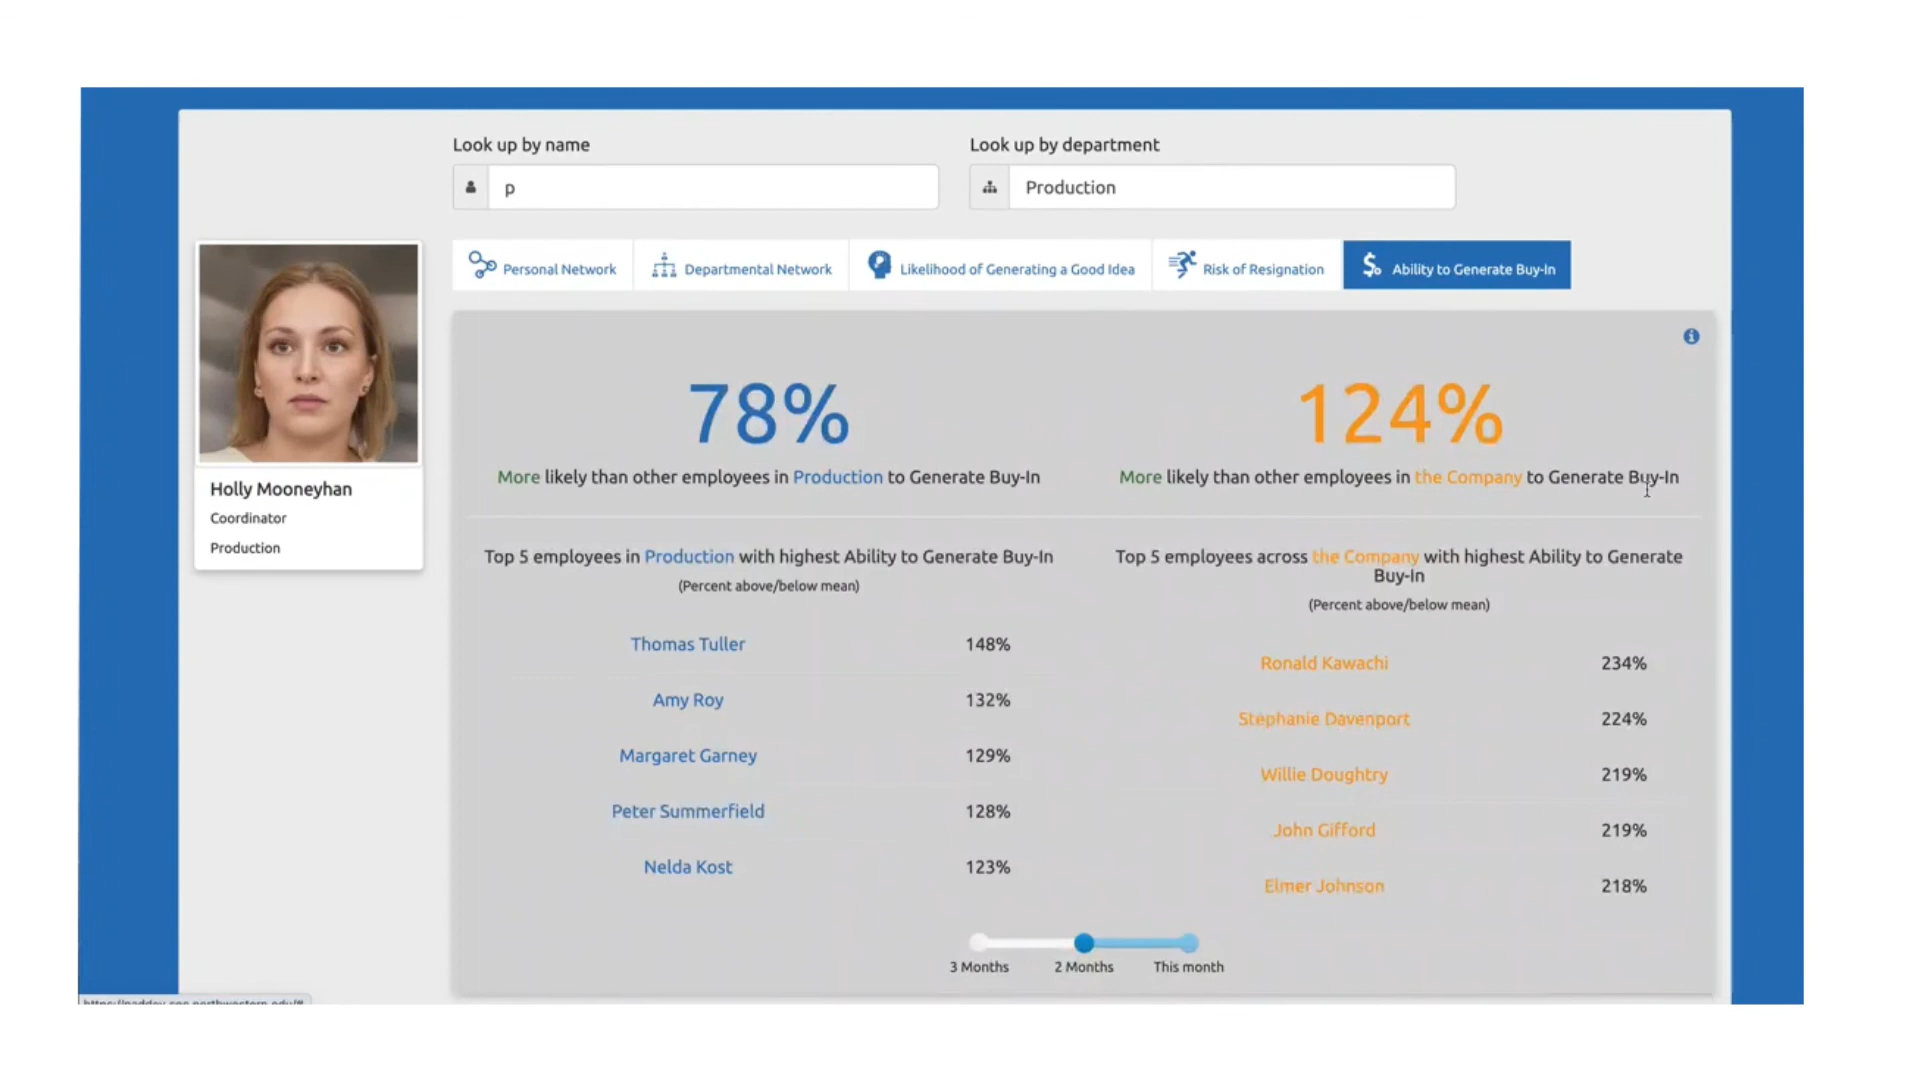 Look up by name
Look up by department
p
Production
Personal Network
Departmental Network
Likelihood of Generating a Good Idea
Risk of Resignation
Ability to Generate Buy-In
78%
124%
More likely than other employees in Production to Generate Buy-In
More likely than other employees in the Company to Generate Buy-In
Holly Mooneyhan
Coordinator
Production
Top 5 employees in Production with highest Ability to Generate Buy-In
(Percent above/below mean)
Thomas Tuller 148%
Amy Roy 132%
Margaret Garney 129%
Peter Summerfield 128%
Nelda Kost 123%
Top 5 employees across the Company with highest Ability to Generate
Buy-In
(Percent above/below mean)
Ronald Kawachi 234%
Stephanie Davenport 224%
Willie Doughtry 219%
John Gifford 219%
Elmer Johnson 218%
3 Months
2 Months
This month